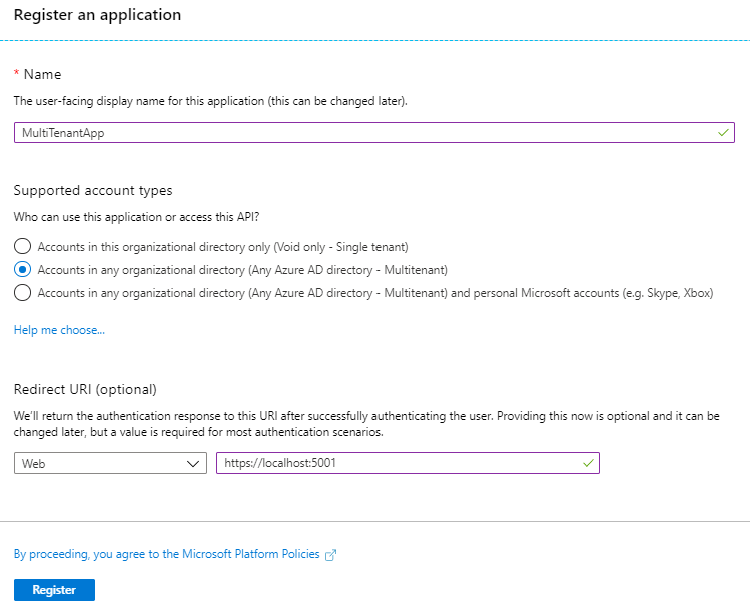 Register an application
* Name
The user-facing display name for this application (this can be changed later).
MultiTenantApp
Supported account types
Who can use this application or access this API?
Accounts in this organizational directory only (Void only - Single tenant)
Accounts in any organizational directory (Any Azure AD directory - Multitenant)
Accounts in any organizational directory (Any Azure AD directory - Multitenant) and personal Microsoft accounts (e.g. Skype, Xbox)
Help me choose...
Redirect URI (optional)
We'll return the authentication response to this URI after successfully authenticating the user. Providing this now is optional and it can be
changed later, but a value is required for most authentication scenarios.
Web https://localhost:5001
By proceeding, you agree to the Microsoft Platform Policies
Register